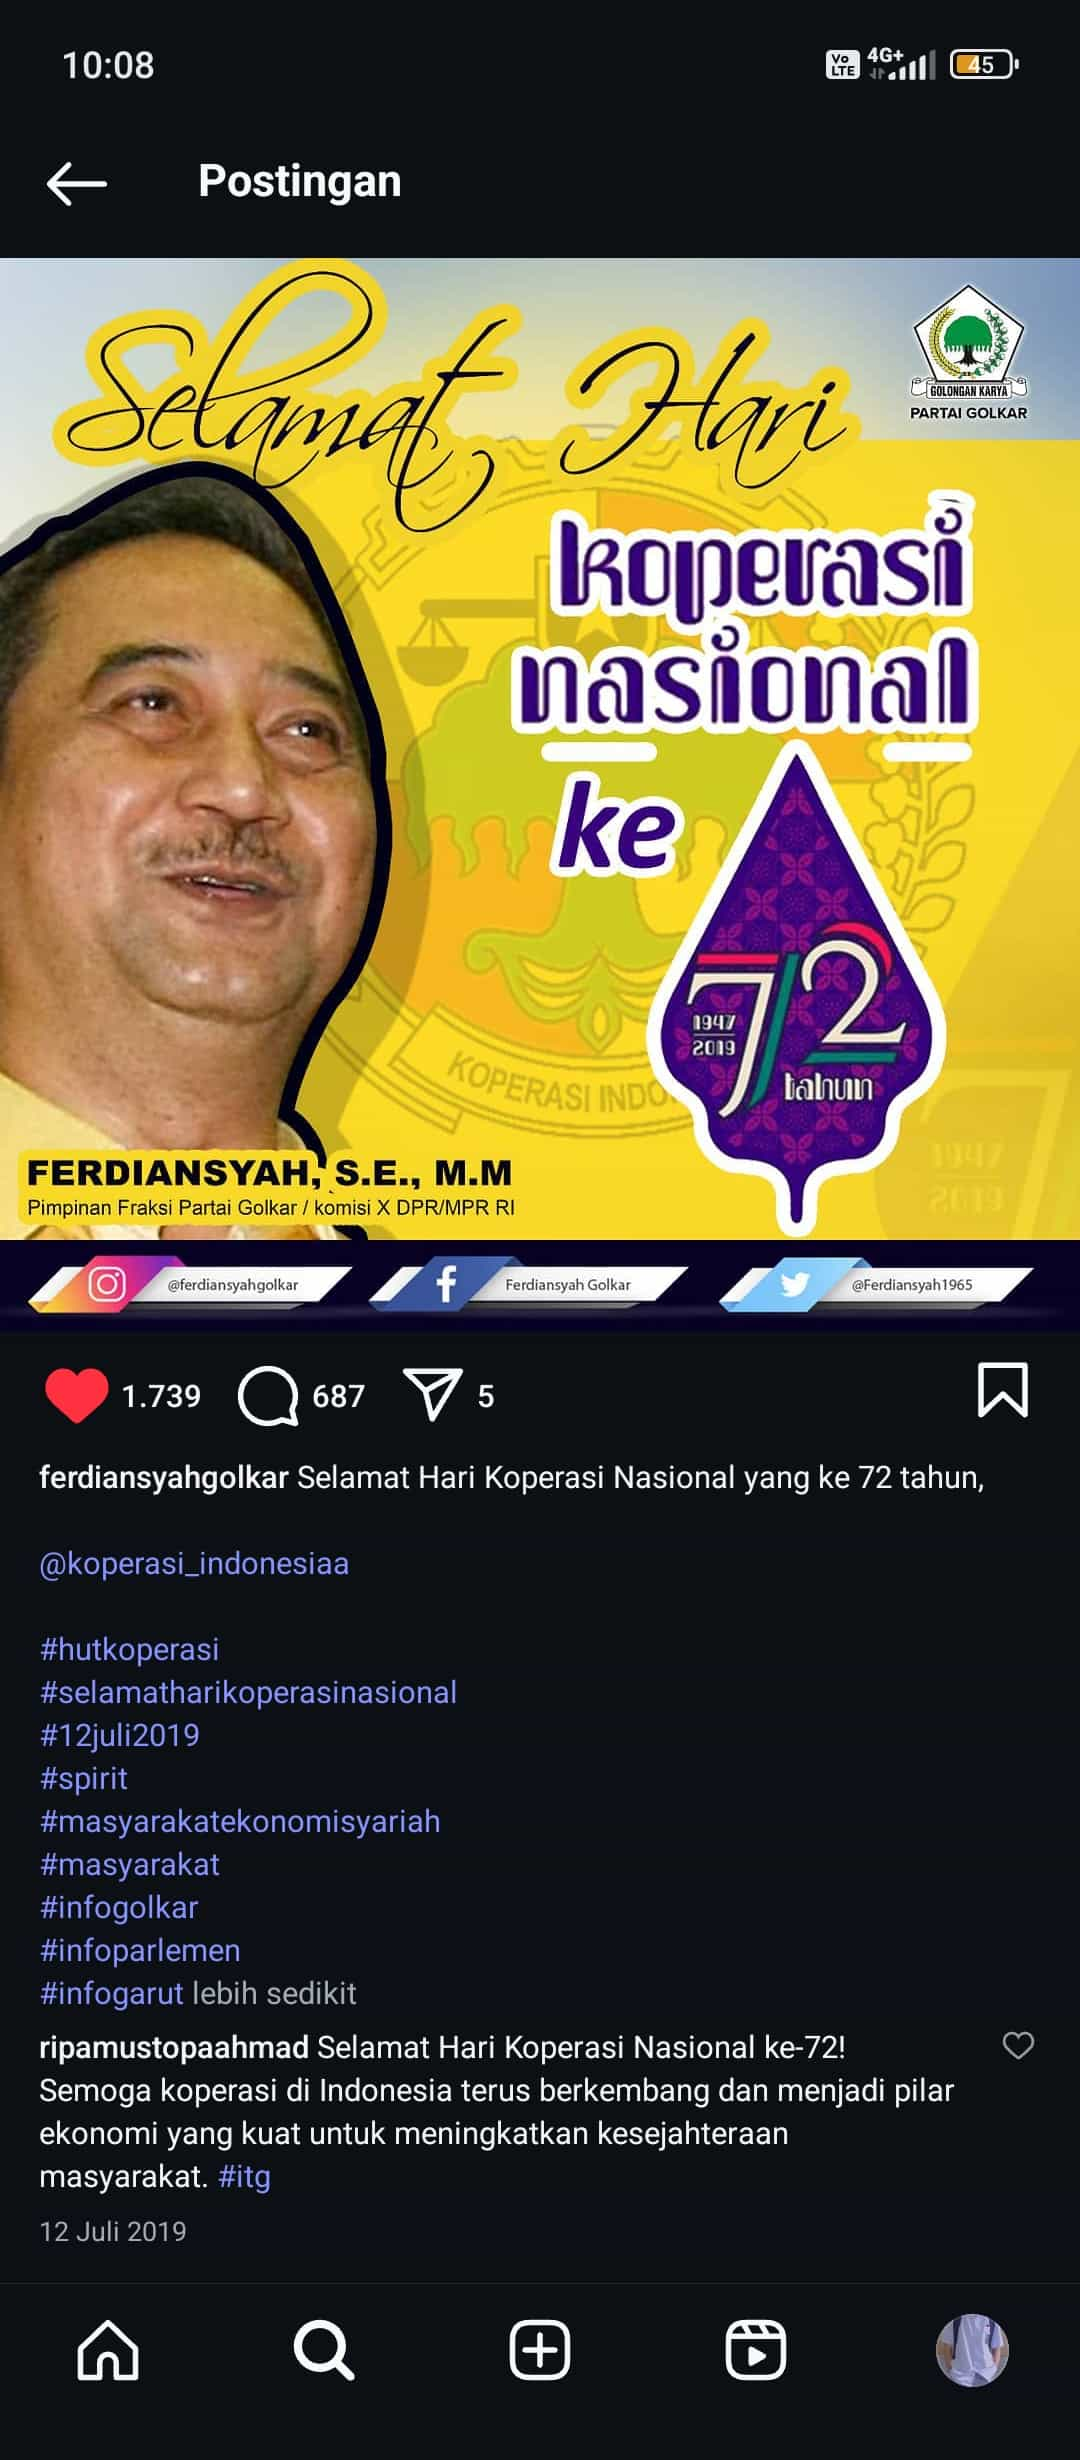 10:08
Vo LTE 4G+ 45
Postingan
Selamat Hari
GOLONGAN KARYA
PARTAI GOLKAR
koperasi
nasional
ke
72
1947
2019
tahun
KOPERASI INDO
1947
2019
FERDIANSYAH, S.E., M.M
Pimpinan Fraksi Partai Golkar / komisi X DPR/MPR RI
@ferdiansyahgolkar
Ferdiansyah Golkar
@Ferdiansyah1965
1.739 687 5
ferdiansyahgolkar Selamat Hari Koperasi Nasional yang ke 72 tahun,
@koperasi_indonesiaa
#hutkoperasi
#selamatharikoperasinasional
#12juli2019
#spirit
#masyarakatekonomisyariah
#masyarakat
#infogolkar
#infoparlemen
#infogarut lebih sedikit
ripamustopaahmad Selamat Hari Koperasi Nasional ke-72!
Semoga koperasi di Indonesia terus berkembang dan menjadi pilar
ekonomi yang kuat untuk meningkatkan kesejahteraan
masyarakat. #itg
12 Juli 2019